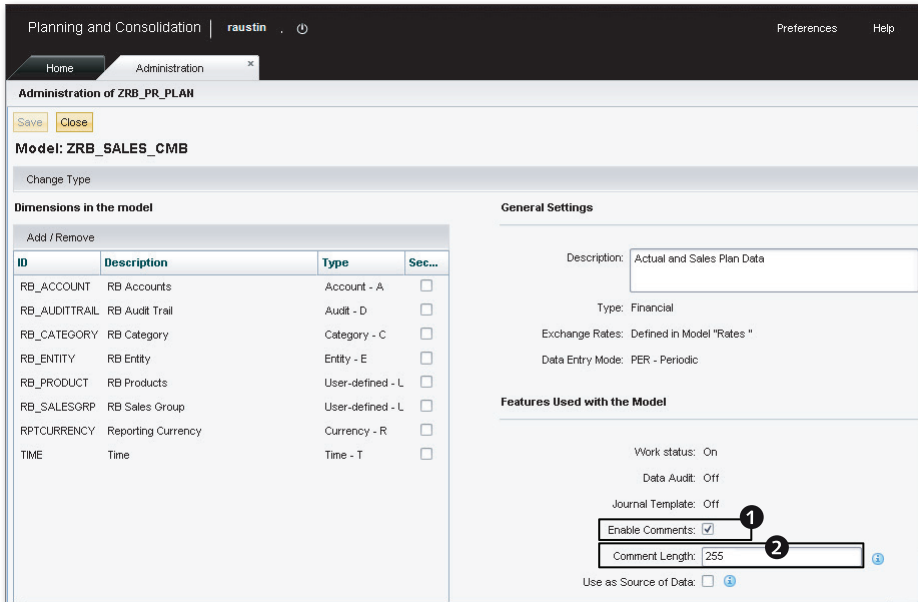 Planning and Consolidation | raustin .
Preferences Help
Home Administration ×
Administration of ZRB_PR_PLAN
Save Close
Model: ZRB_SALES_CMB
Change Type
Dimensions in the model
Add / Remove
ID Description Type Sec...
RB_ACCOUNT RB Accounts Account - A
RB_AUDITTRAIL RB Audit Trail Audit - D
RB_CATEGORY RB Category Category - C
RB_ENTITY RB Entity Entity - E
RB_PRODUCT RB Products User-defined - U
RB_SALESGRP RB Sales Group User-defined - U
RPTCURRENCY Reporting Currency Currency - R
TIME Time Time - T
General Settings
Description: Actual and Sales Plan Data
Type: Financial
Exchange Rates: Defined in Model "Rates "
Data Entry Mode: PER - Periodic
Features Used with the Model
Work status: On
Data Audit: Off
Journal Template: Off
Enable Comments: 1
Comment Length: 255 2
Use as Source of Data: